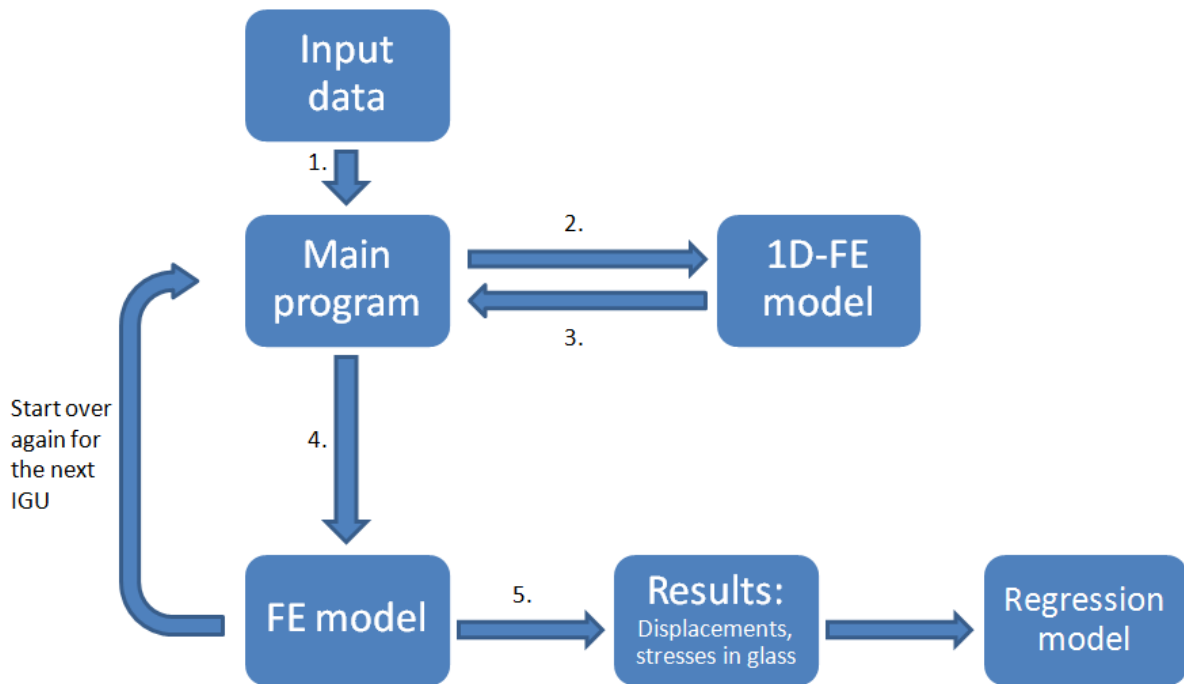 Input
data
1.
Main
program
2.
1D-FE
model
3.
Start over
again for
the next
IGU
4.
FE model
5.
Results:
Displacements,
stresses in glass
Regression
model